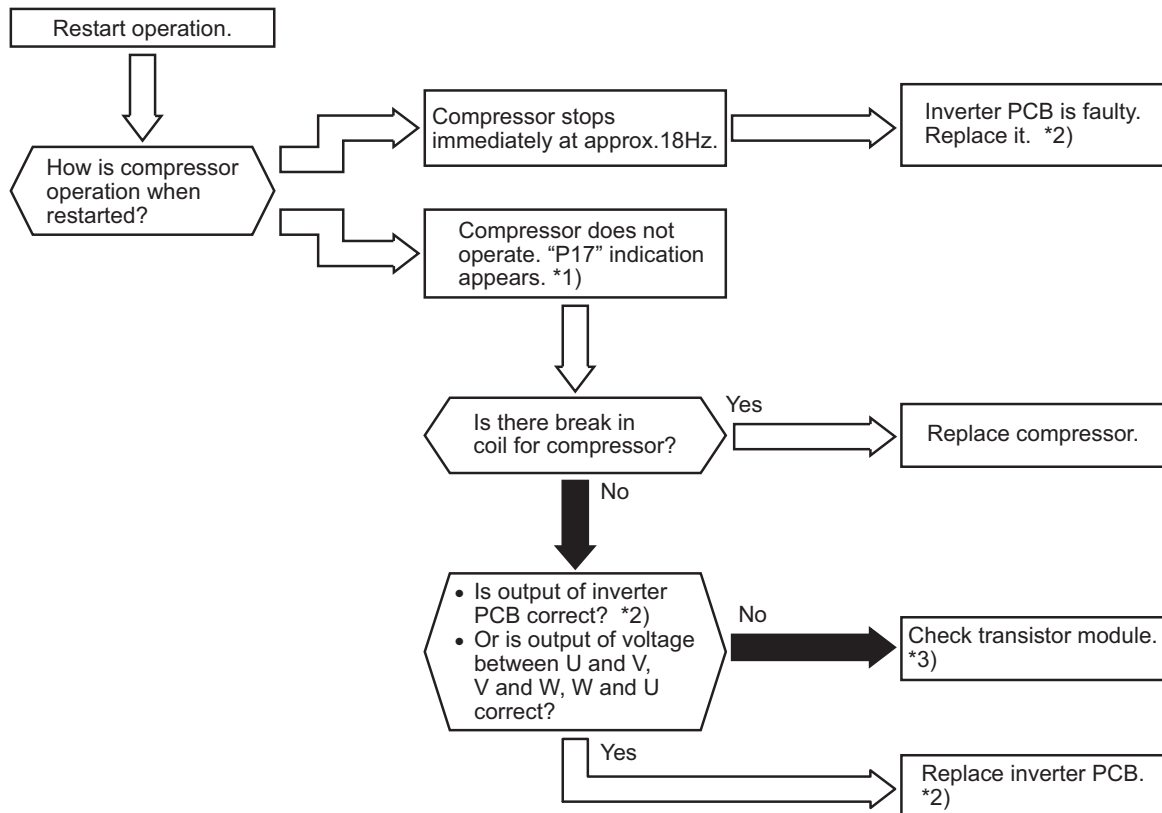 Restart operation.
Compressor stops
immediately at approx.18Hz.
Inverter PCB is faulty.
Replace it. *2)
How is compressor
operation when
restarted?
Compressor does not
operate. “P17” indication
appears. *1)
Is there break in
coil for compressor?
Yes
Replace compressor.
No
• Is output of inverter
PCB correct? *2)
• Or is output of voltage
between U and V,
V and W, W and U
correct?
No
Check transistor module.
*3)
Yes
Replace inverter PCB.
*2)